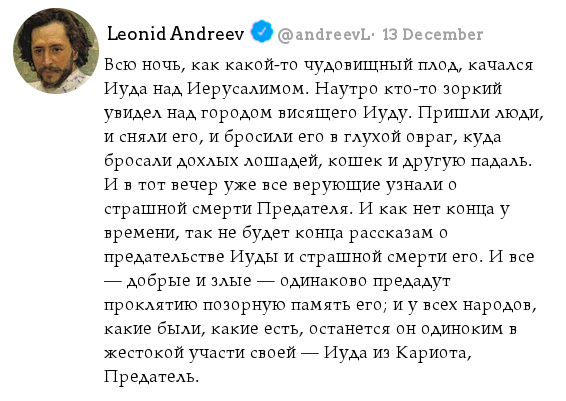 Leonid Andreev @andreevL· 13 December
Всю ночь, как какой-то чудовищный плод, качался
Иуда над Иерусалимом. Наутро кто-то зоркий
увидел над городом висящего Иуду. Пришли люди,
и сняли его, и бросили его в глухой овраг, куда
бросали дохлых лошадей, кошек и другую падаль.
И в тот вечер уже все верующие узнали о
страшной смерти Предателя. И как нет конца у
времени, так не будет конца рассказам о
предательстве Иуды и страшной смерти его. И все
— добрые и злые — одинаково предадут
проклятию позорную память его; и у всех народов,
какие были, какие есть, останется он одиноким в
жестокой участи своей — Иуда из Кариота,
Предатель.